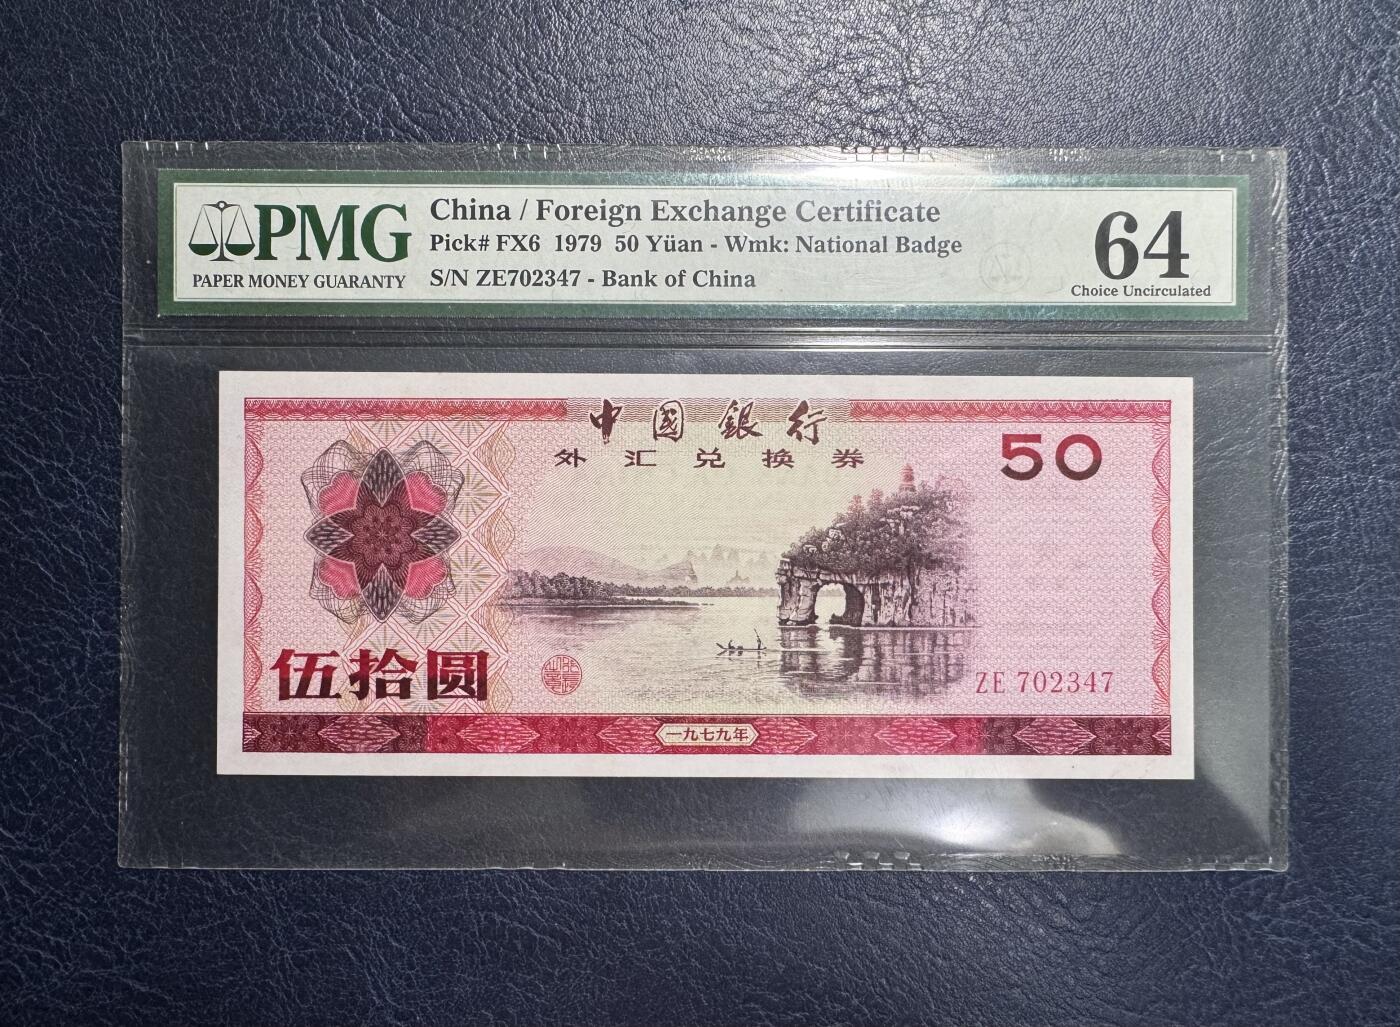 PMG
PAPER MONEY GUARANTY
China / Foreign Exchange Certificate
Pick# FX6 1979 50 Yüan - Wmk: National Badge
S/N ZE702347 - Bank of China
64
Choice Uncirculated
中国銀行
外汇兑换券
50
伍拾圆
ZE 702347
一九七九年